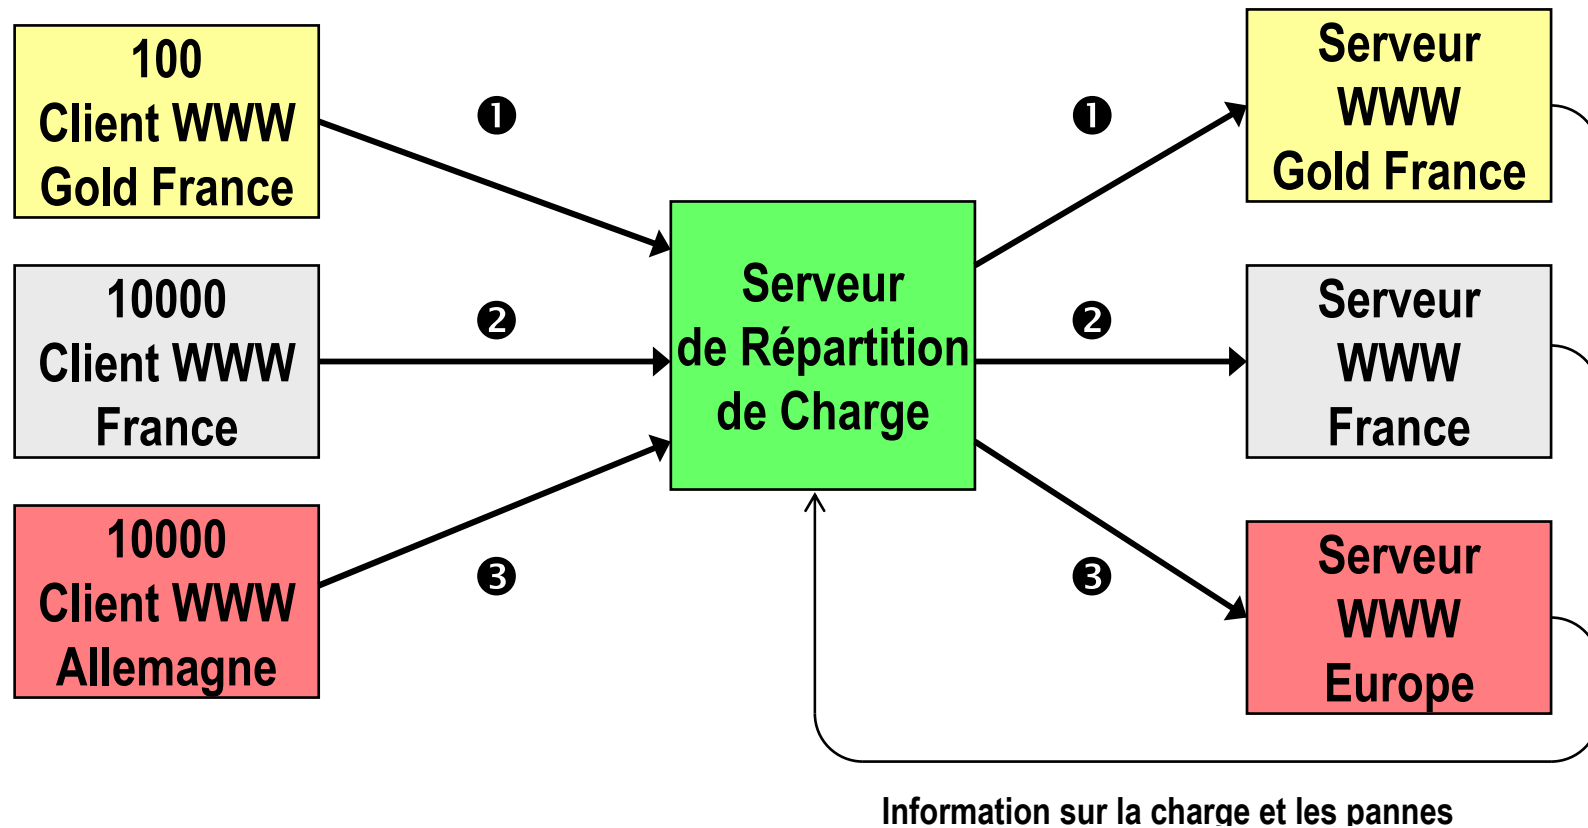 100
Client WWW
Gold France
❶
❶
Serveur
WWW
Gold France
10000
Client WWW
France
❷
Serveur
de Répartition
de Charge
❷
Serveur
WWW
France
10000
Client WWW
Allemagne
❸
❸
Serveur
WWW
Europe
Information sur la charge et les pannes